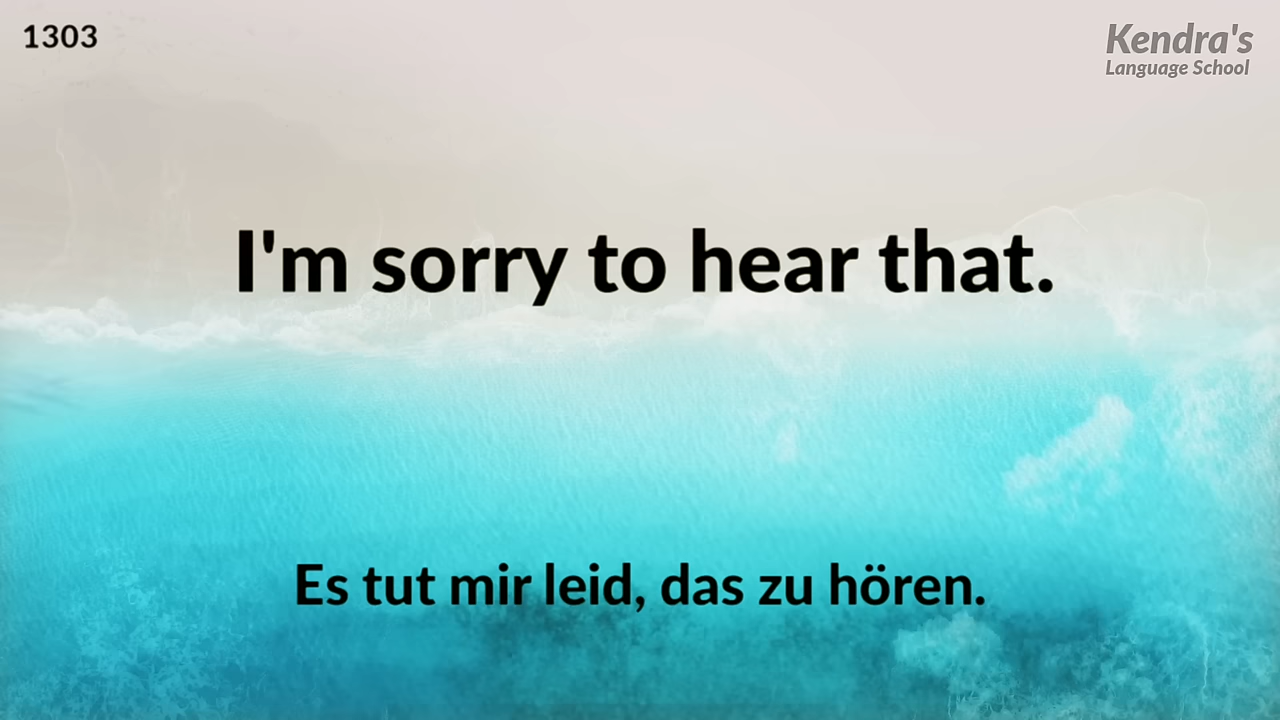 1303
Kendra's
Language School
I'm sorry to hear that.
Es tut mir leid, das zu hören.